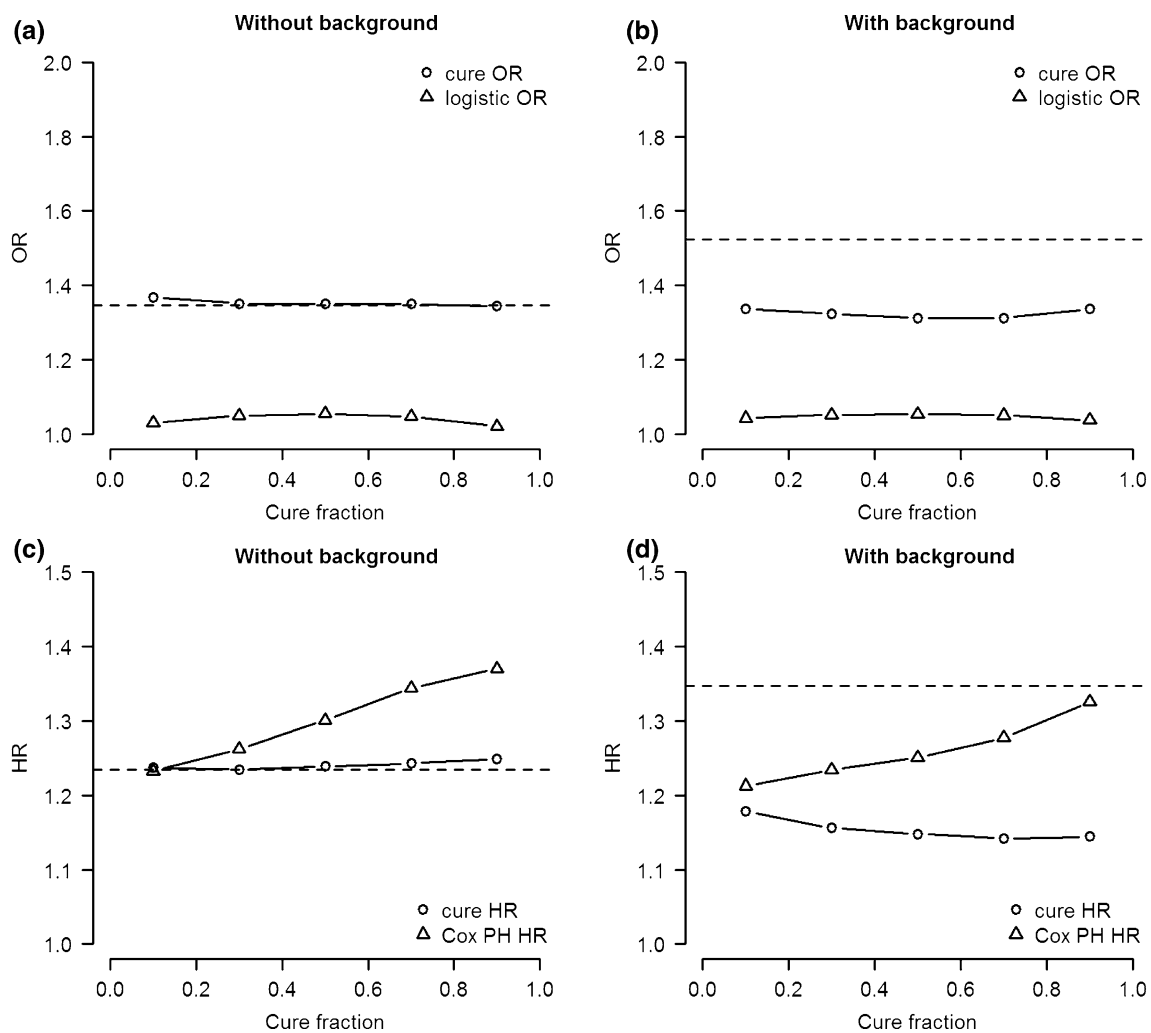 (a)
Without background
2.0
1.8
1.6
1.4
1.2
1.0
OR
cure OR
logistic OR
0.0 0.2 0.4 0.6 0.8 1.0
Cure fraction
(b)
With background
2.0
1.8
1.6
1.4
1.2
1.0
OR
cure OR
logistic OR
0.0 0.2 0.4 0.6 0.8 1.0
Cure fraction
(c)
Without background
1.5
1.4
1.3
1.2
1.1
1.0
HR
cure HR
Cox PH HR
0.0 0.2 0.4 0.6 0.8 1.0
Cure fraction
(d)
With background
1.5
1.4
1.3
1.2
1.1
1.0
HR
cure HR
Cox PH HR
0.0 0.2 0.4 0.6 0.8 1.0
Cure fraction